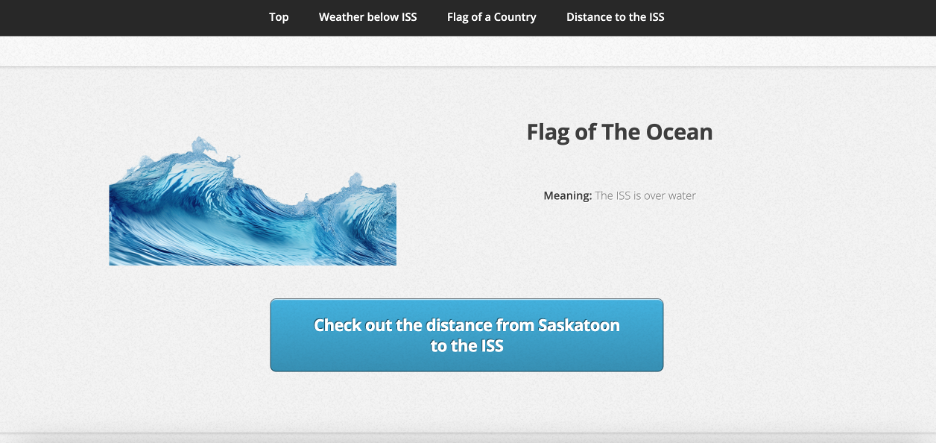 Top Weather below ISS Flag of a Country Distance to the ISS
Flag of The Ocean
Meaning: The ISS is over water
Check out the distance from Saskatoon
to the ISS